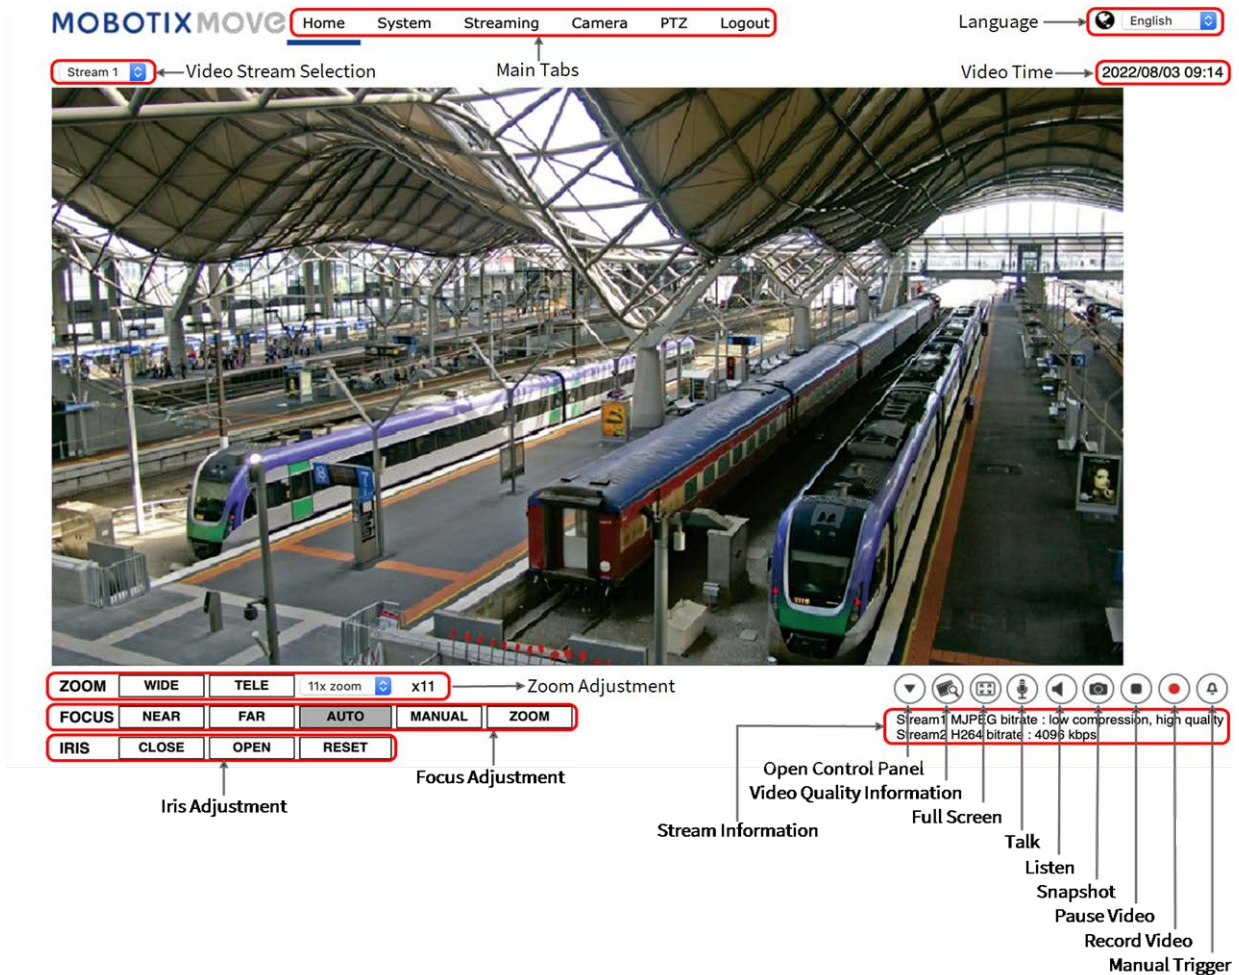 MOBOTIX MOVE
Home System Streaming Camera PTZ Logout
Language
English
Stream 1
Video Stream Selection
Main Tabs
Video Time
2022/08/03 09:14
8
7
ZOOM WIDE TELE 11x zoom x11
Zoom Adjustment
FOCUS NEAR FAR AUTO MANUAL ZOOM
IRIS CLOSE OPEN RESET
Stream1 MJPEG bitrate : low compression, high quality
Stream2 H264 bitrate : 4096 kbps
Focus Adjustment
Iris Adjustment
Open Control Panel
Video Quality Information
Full Screen
Stream Information
Talk
Listen
Snapshot
Pause Video
Record Video
Manual Trigger